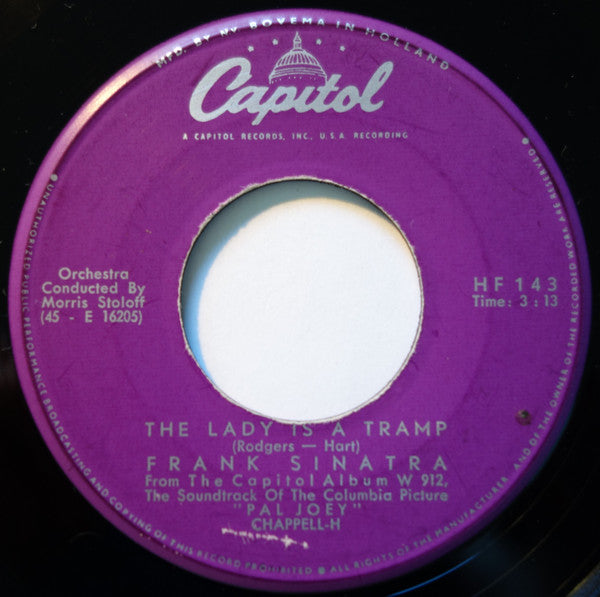 MFD. BY NV BOVEMA IN HOLLAND
Capitol
A CAPITOL RECORDS, INC., U.S.A. RECORDING
Orchestra
Conducted By
Morris Stoloff
(45 - E 16205)
HF 143
Time: 3 : 13
THE LADY IS A TRAMP
(Rodgers — Hart)
FRANK SINATRA
From The Capitol Album W 912,
The Soundtrack Of The Columbia Picture
"PAL JOEY"
CHAPPELL-H
● UNAUTHORIZED PUBLIC PERFORMANCE BROADCASTING AND COPYING OF THIS RECORD PROHIBITED ● ALL RIGHTS OF THE MANUFACTURER AND OF THE OWNER OF THE RECORDED WORK ARE RESERVED ●